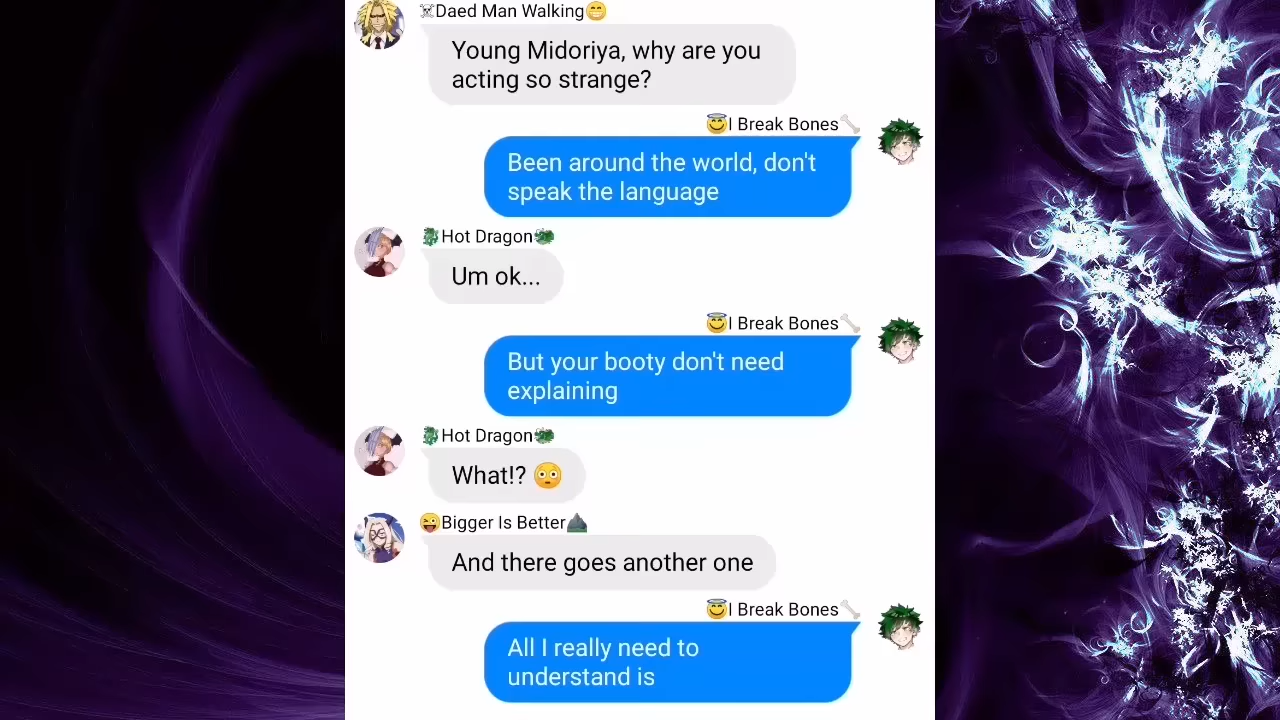 ☠Daed Man Walking😁
Young Midoriya, why are you
acting so strange?
😇I Break Bones🦴
Been around the world, don't
speak the language
🐉Hot Dragon🐲
Um ok...
😇I Break Bones🦴
But your booty don't need
explaining
🐉Hot Dragon🐲
What!? 😳
😜Bigger Is Better⛰
And there goes another one
😇I Break Bones🦴
All I really need to
understand is